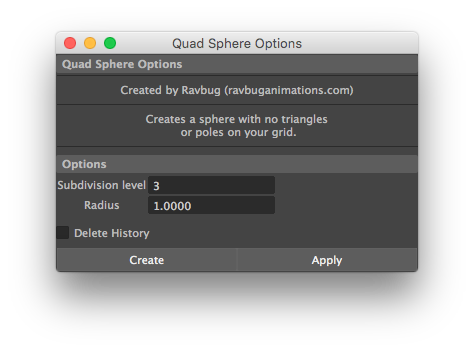 Quad Sphere Options
Quad Sphere Options
Created by Ravbug (ravbuganimations.com)
Creates a sphere with no triangles
or poles on your grid.
Options
Subdivision level 3
Radius 1.0000
Delete History
Create Apply